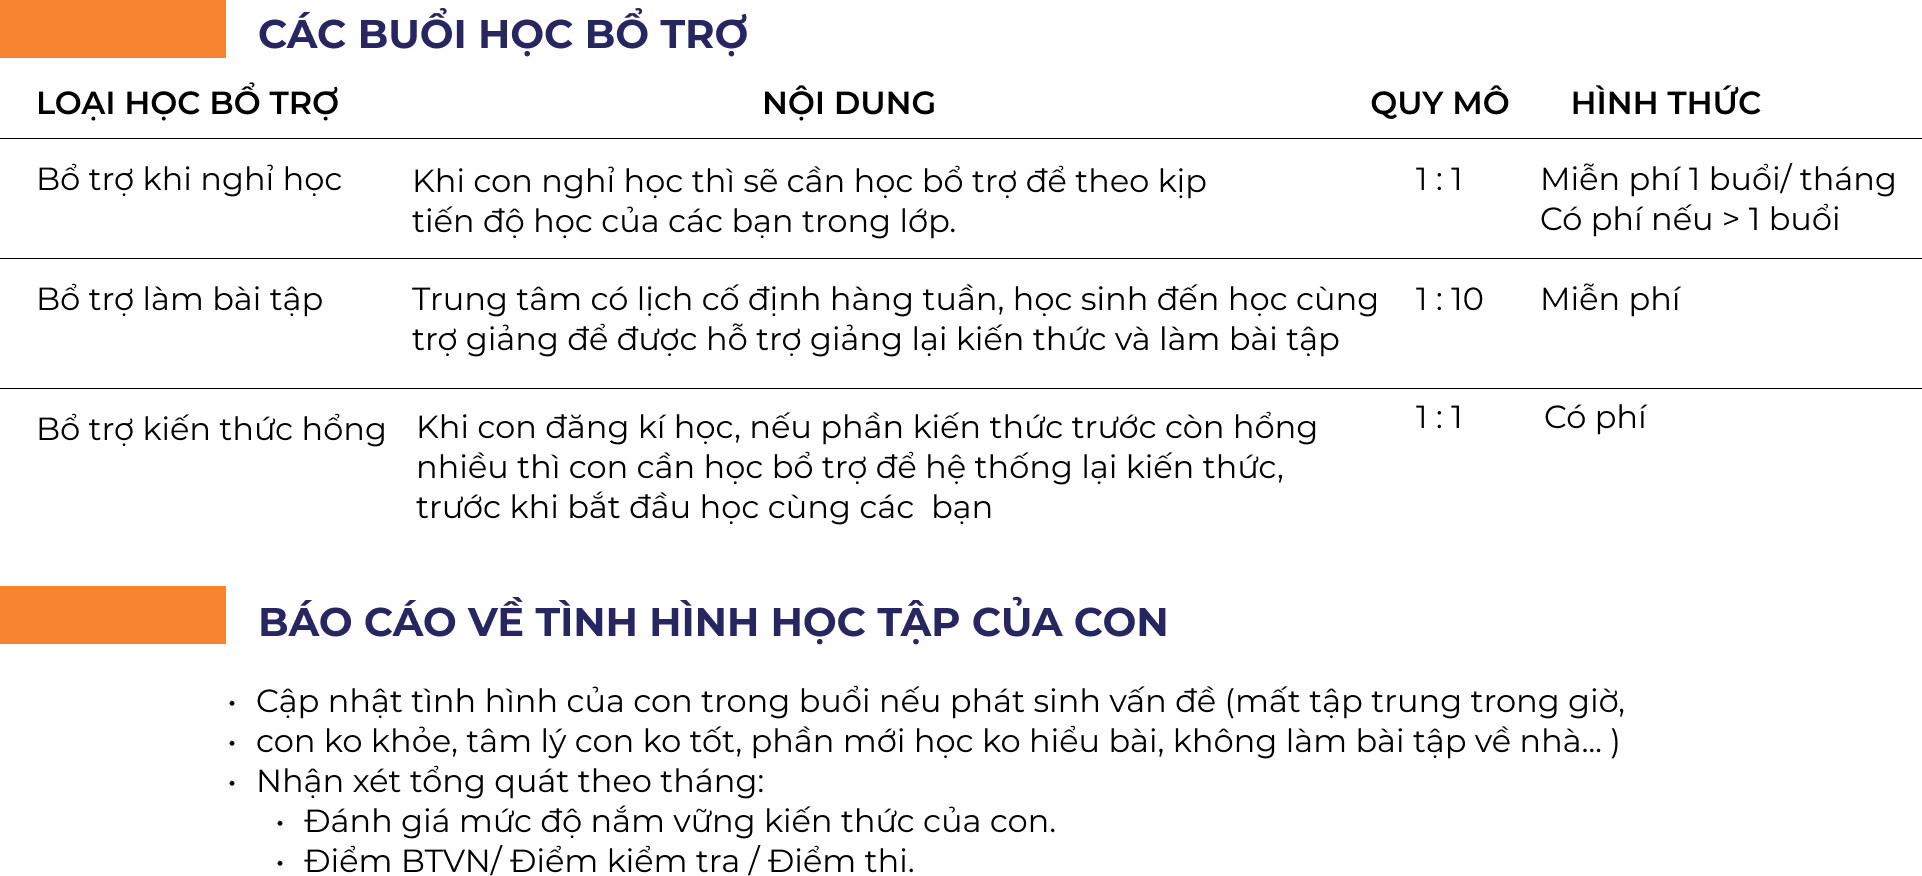 CÁC BUỔI HỌC BỔ TRỢ
LOẠI HỌC BỔ TRỢ NỘI DUNG QUY MÔ HÌNH THỨC
Bổ trợ khi nghỉ học Khi con nghỉ học thì sẽ cần học bổ trợ để theo kịp 1 : 1 Miễn phí 1 buổi/ tháng
tiến độ học của các bạn trong lớp. Có phí nếu > 1 buổi
Bổ trợ làm bài tập Trung tâm có lịch cố định hàng tuần, học sinh đến học cùng 1 : 10 Miễn phí
trợ giảng để được hỗ trợ giảng lại kiến thức và làm bài tập
Bổ trợ kiến thức hổng Khi con đăng kí học, nếu phần kiến thức trước còn hổng 1 : 1 Có phí
nhiều thì con cần học bổ trợ để hệ thống lại kiến thức,
trước khi bắt đầu học cùng các bạn
BÁO CÁO VỀ TÌNH HÌNH HỌC TẬP CỦA CON
• Cập nhật tình hình của con trong buổi nếu phát sinh vấn đề (mất tập trung trong giờ,
• con ko khỏe, tâm lý con ko tốt, phần mới học ko hiểu bài, không làm bài tập về nhà... )
• Nhận xét tổng quát theo tháng:
• Đánh giá mức độ nắm vững kiến thức của con.
• Điểm BTVN/ Điểm kiểm tra / Điểm thi.